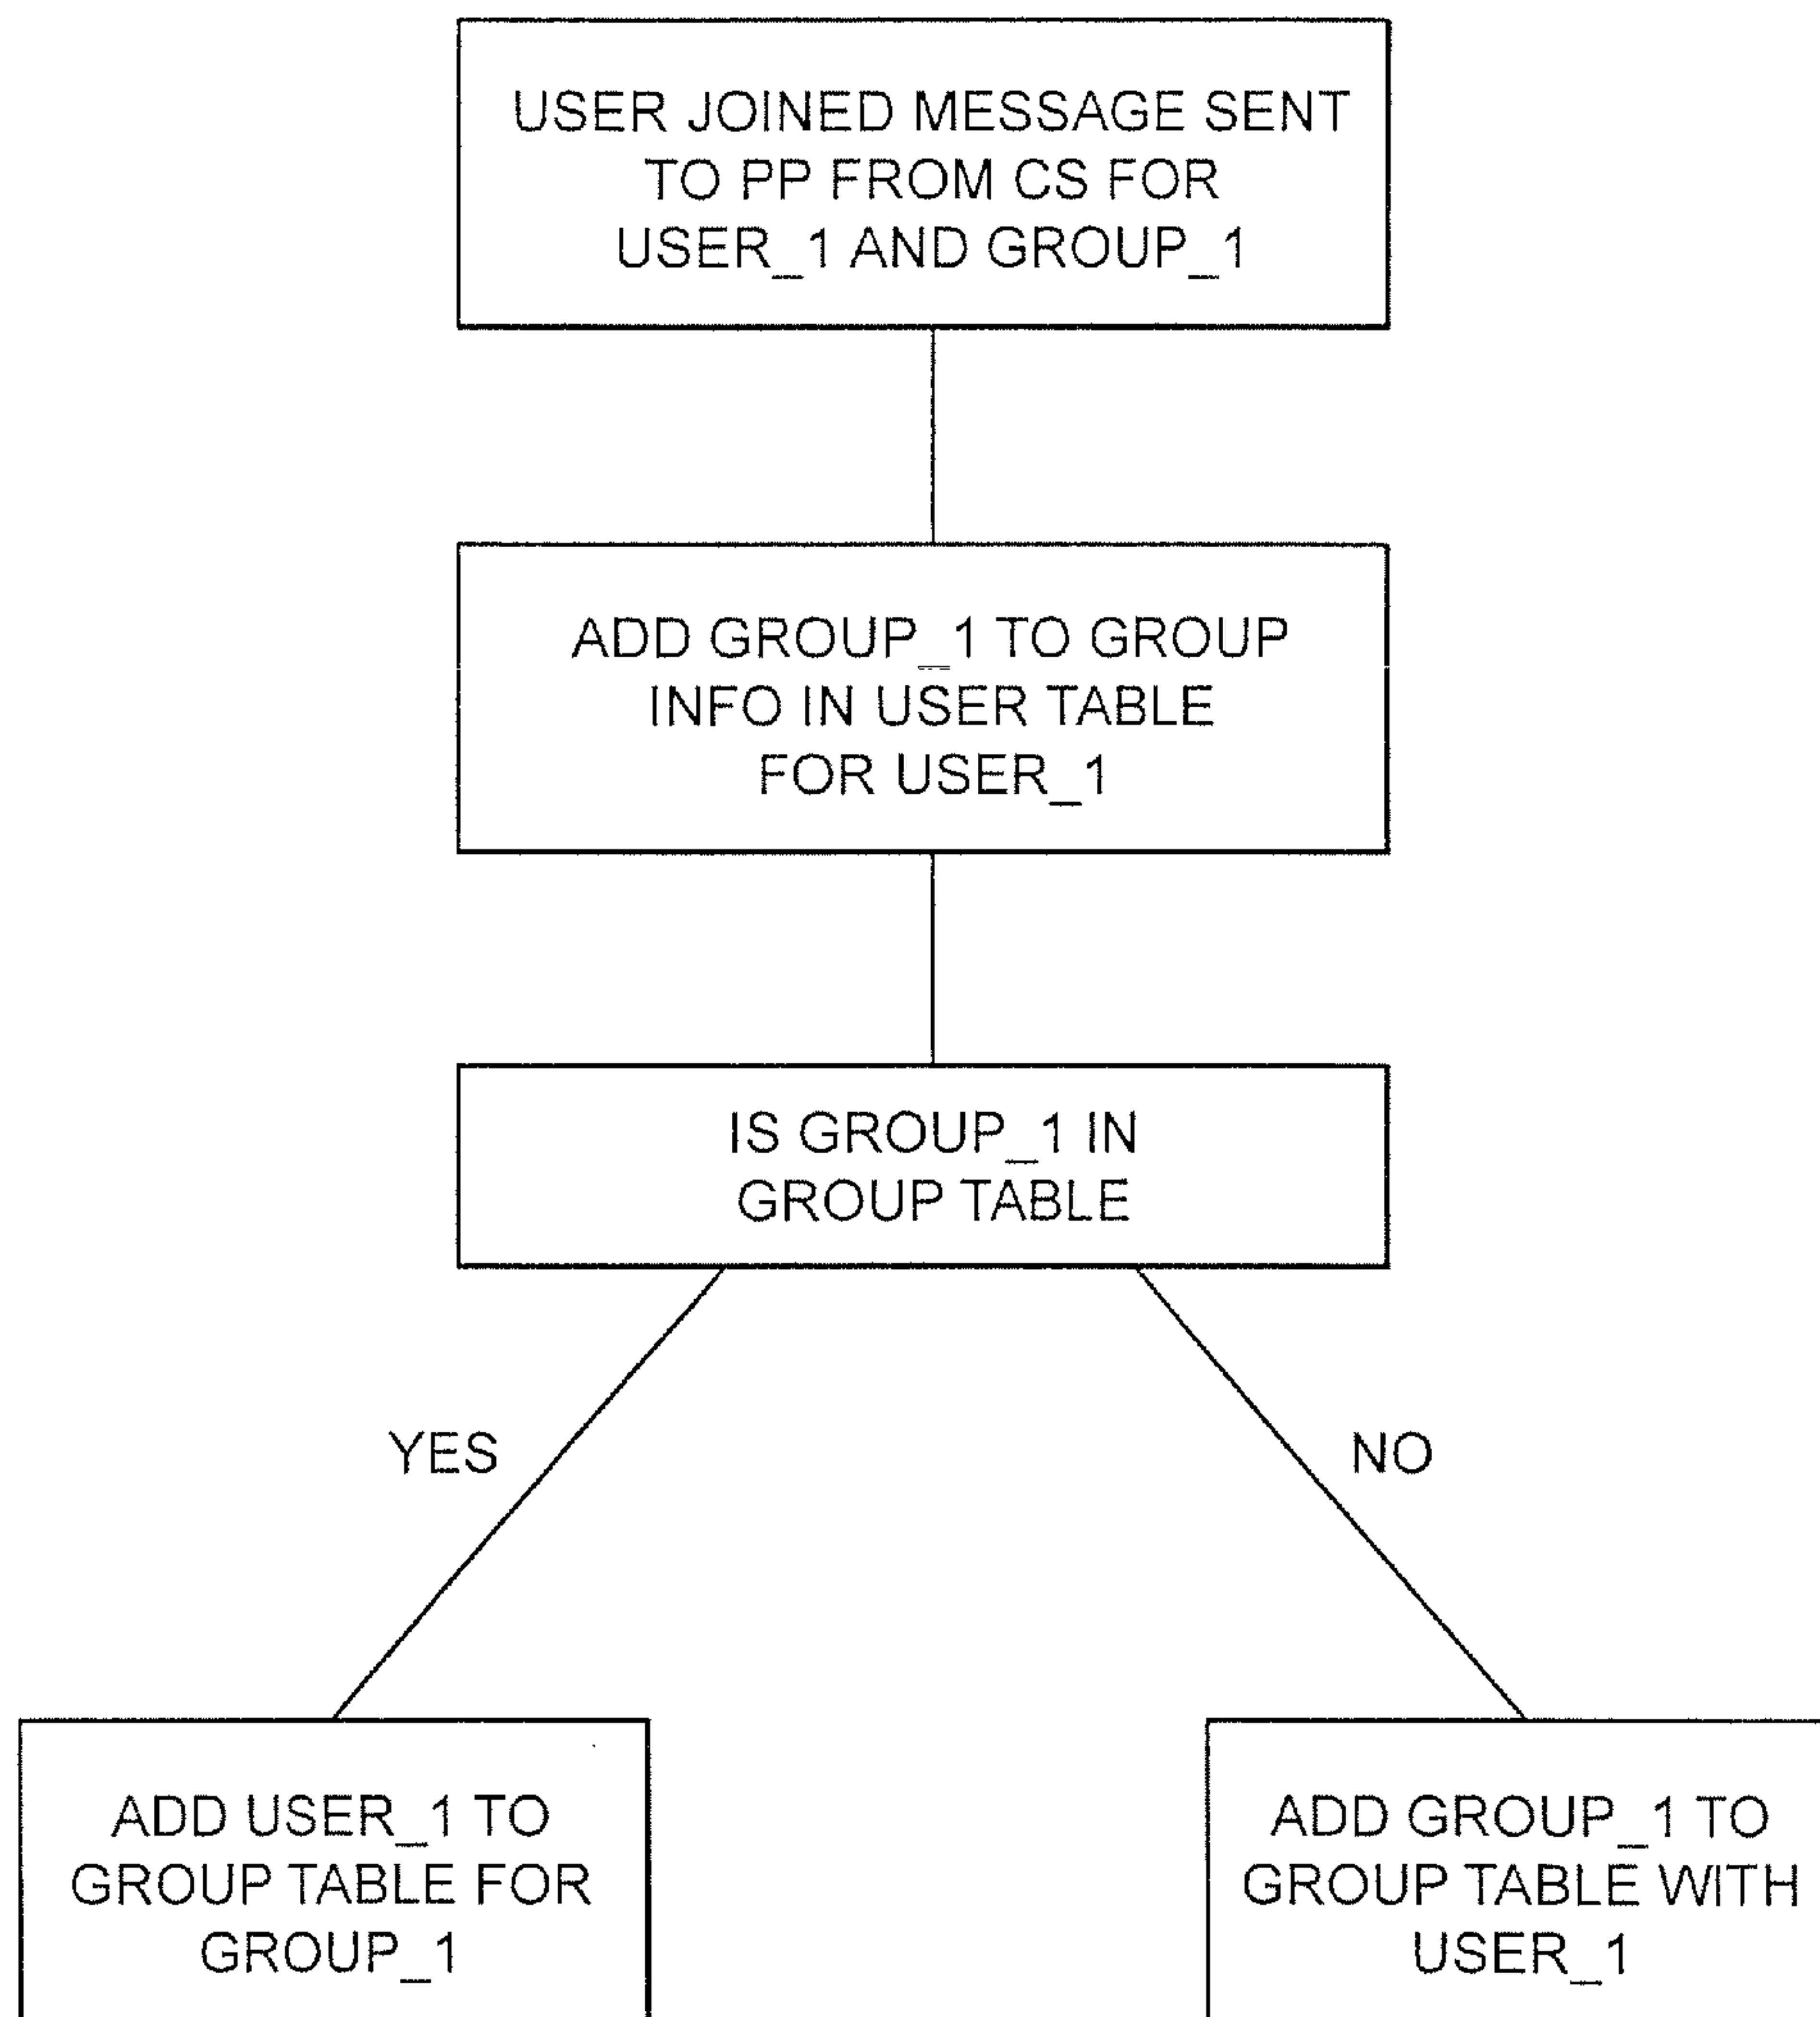 USER JOINED MESSAGE SENT
TO PP FROM CS FOR
USER_1 AND GROUP_1
ADD GROUP_1 TO GROUP
INFO IN USER TABLE
FOR USER_1
IS GROUP_1 IN
GROUP TABLE
YES
NO
ADD USER_1 TO
GROUP TABLE FOR
GROUP_1
ADD GROUP_1 TO
GROUP TABLE WITH
USER_1